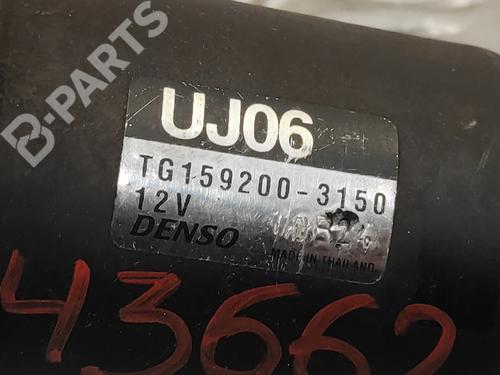 B-PARTS
UJ06
TG159200-3150
12V
DENSO
MADE IN THAILAND
43662